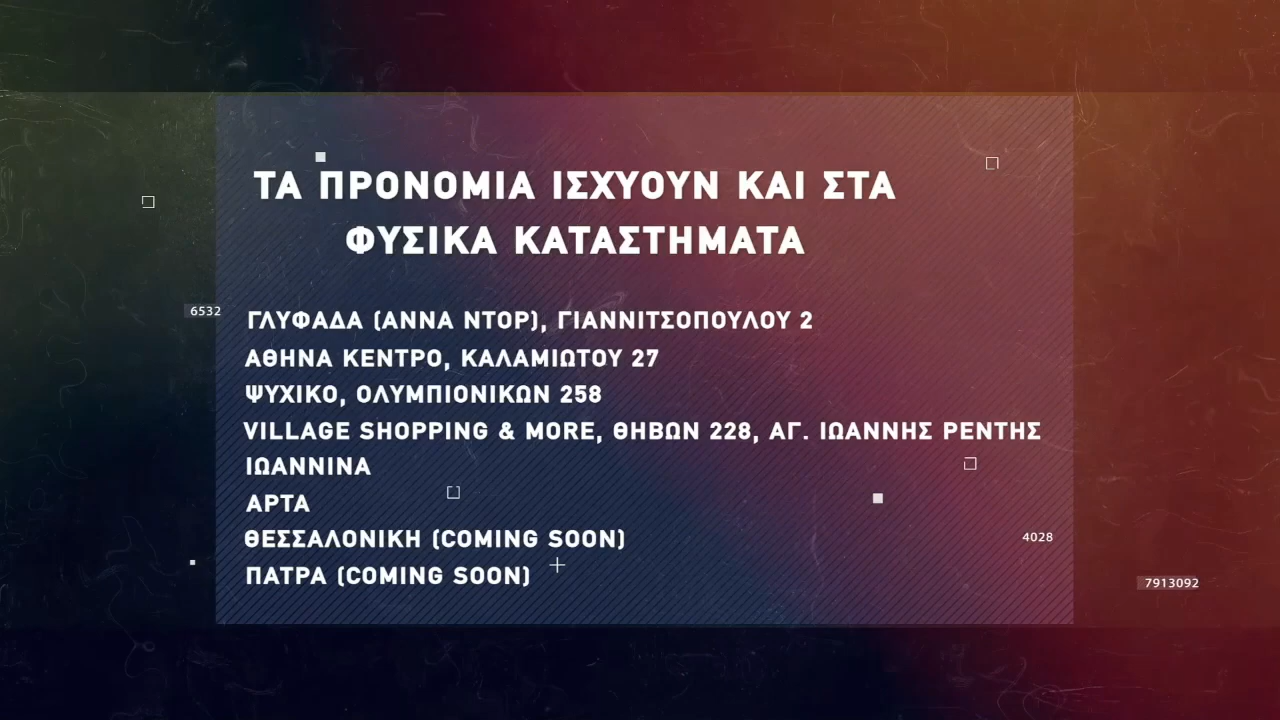 ΤΑ ΠΡΟΝΟΜΙΑ ΙΣΧΥΟΥΝ ΚΑΙ ΣΤΑ
ΦΥΣΙΚΑ ΚΑΤΑΣΤΗΜΑΤΑ
6532
ΓΛΥΦΑΔΑ (ΑΝΝΑ ΝΤΟΡ), ΓΙΑΝΝΙΤΣΟΠΟΥΛΟΥ 2
ΑΘΗΝΑ ΚΕΝΤΡΟ, ΚΑΛΑΜΙΩΤΟΥ 27
ΨΥΧΙΚΟ, ΟΛΥΜΠΙΟΝΙΚΩΝ 258
VILLAGE SHOPPING & MORE, ΘΗΒΩΝ 228, ΑΓ. ΙΩΑΝΝΗΣ ΡΕΝΤΗΣ
ΙΩΑΝΝΙΝΑ
ΑΡΤΑ
ΘΕΣΣΑΛΟΝΙΚΗ (COMING SOON)
4028
ΠΑΤΡΑ (COMING SOON)
7913092